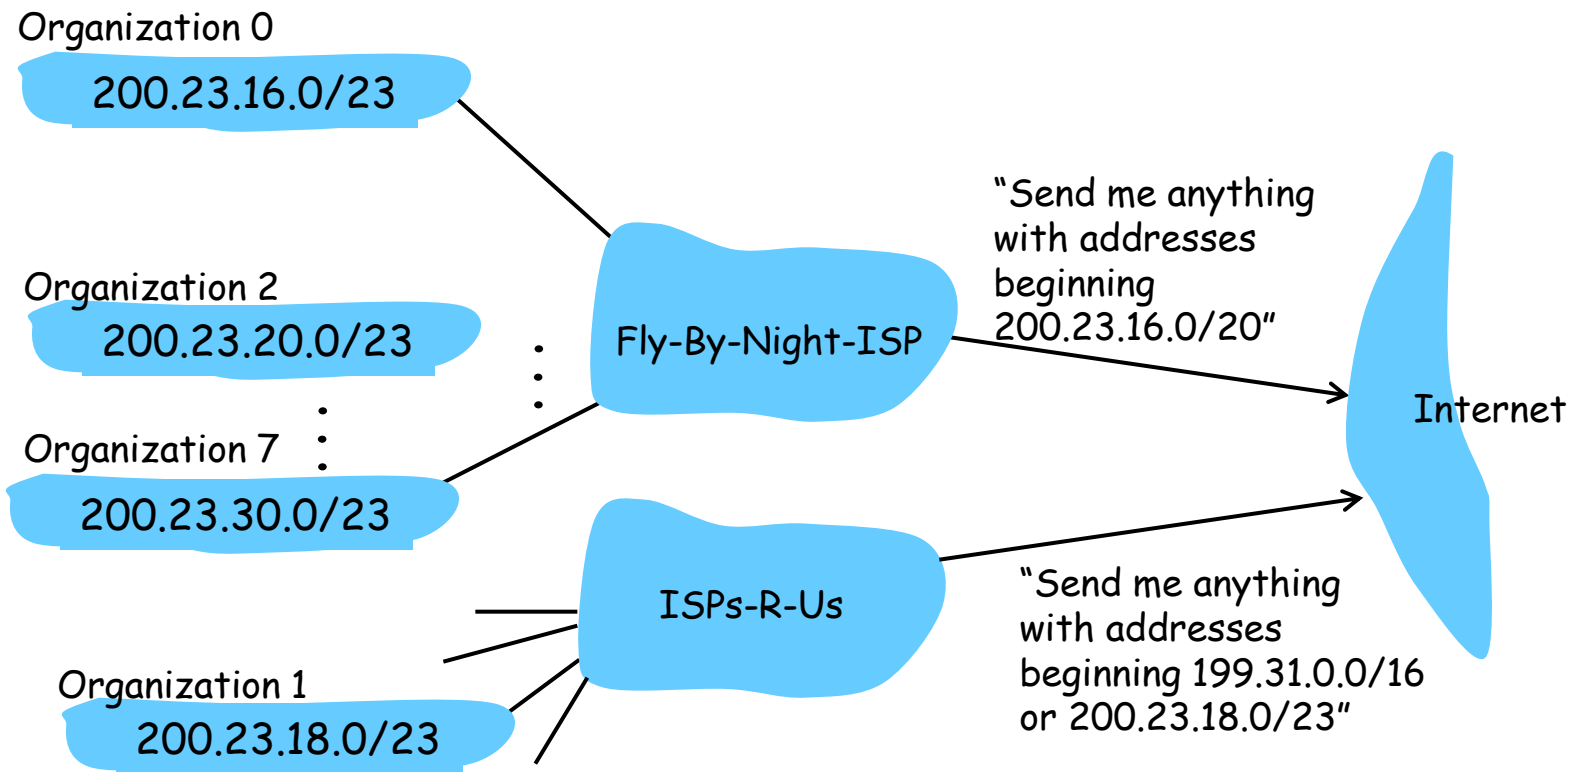 Organization 0
200.23.16.0/23
Organization 2
200.23.20.0/23
Organization 7
200.23.30.0/23
Fly-By-Night-ISP
“Send me anything
with addresses
beginning
200.23.16.0/20”
Internet
ISPs-R-Us
Organization 1
200.23.18.0/23
“Send me anything
with addresses
beginning 199.31.0.0/16
or 200.23.18.0/23”